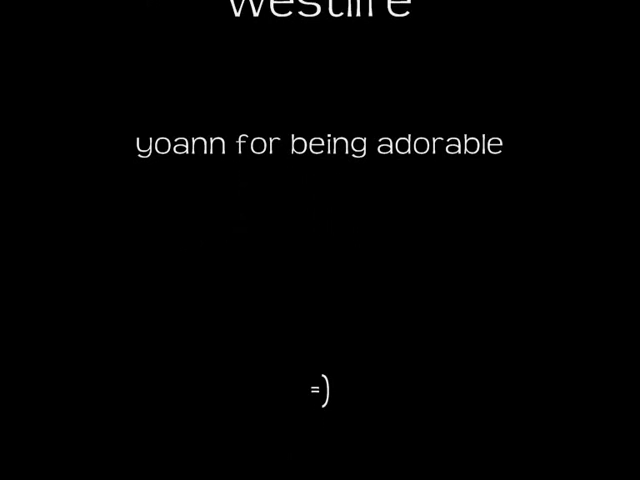 westlife
yoann for being adorable
=)